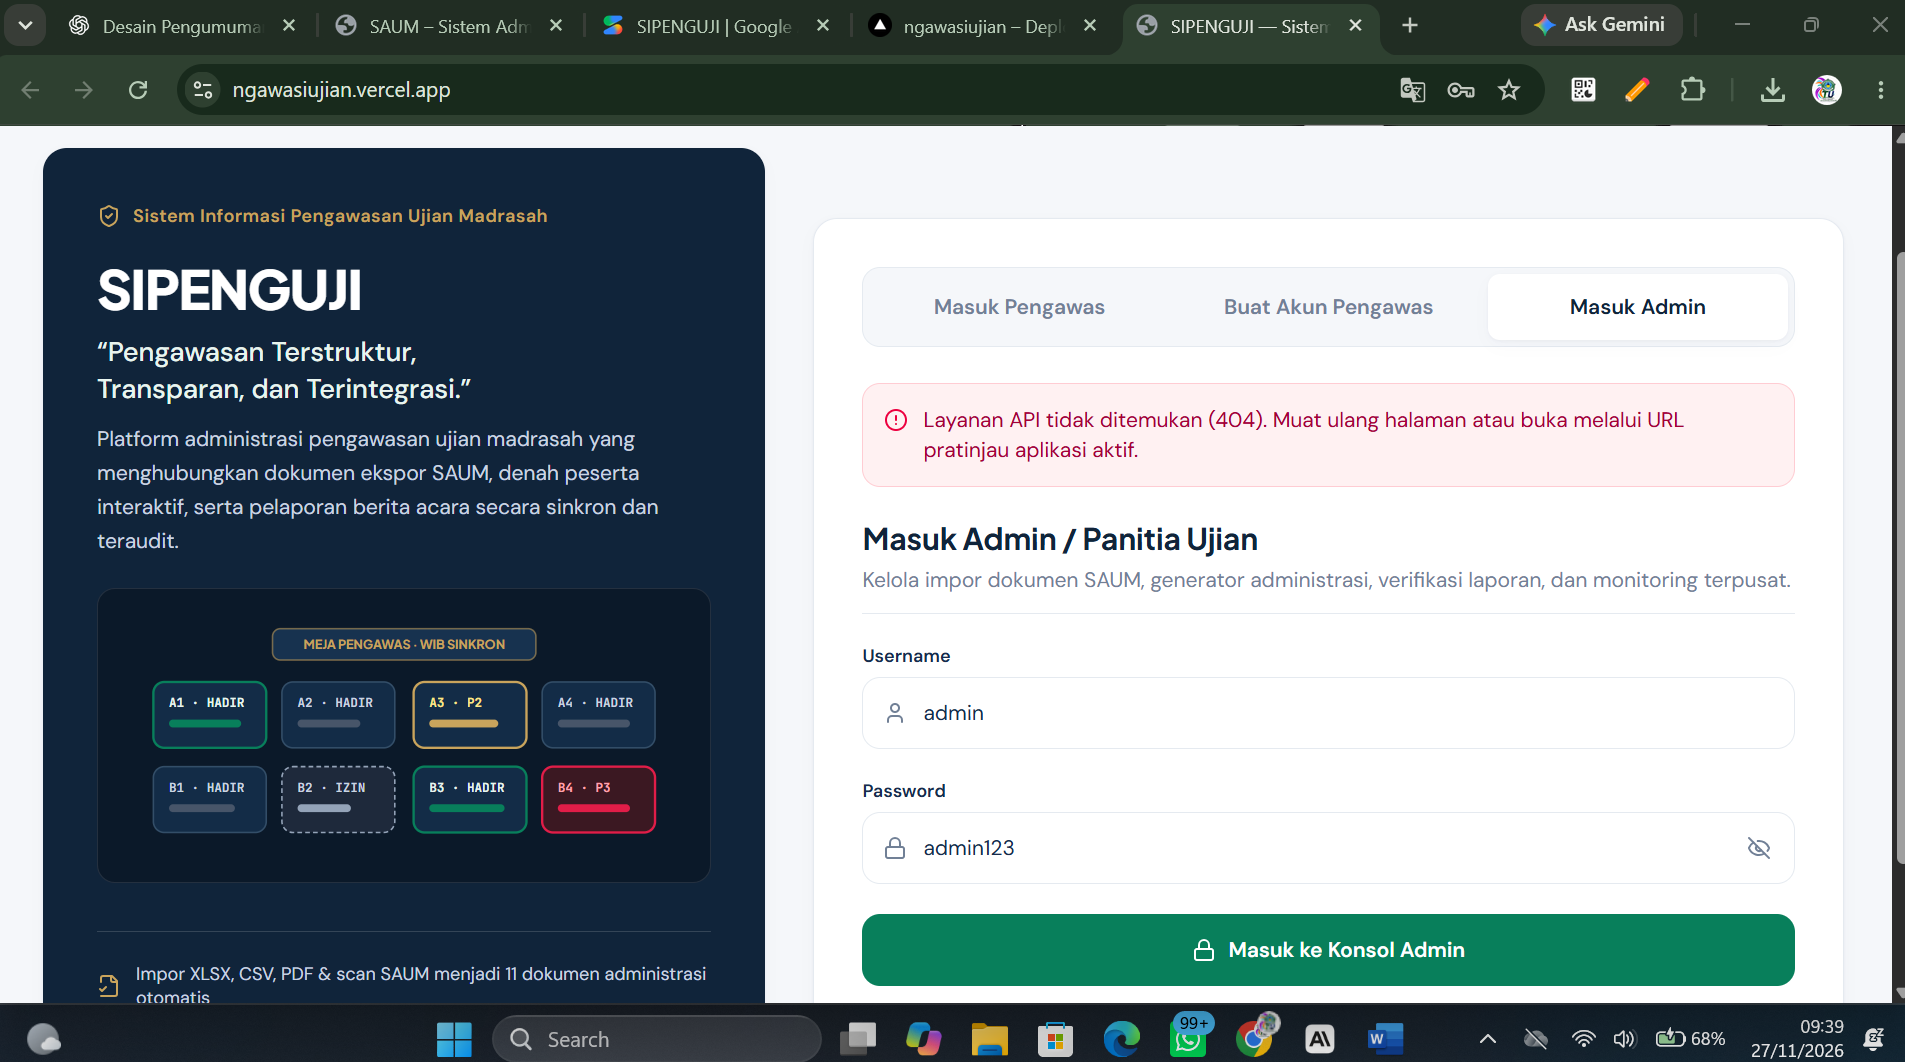 Desain Pengumuma
SAUM – Sistem Adm
SIPENGUJI | Google
ngawasiujian – Depl
SIPENGUJI — Sistem
Ask Gemini
ngawasiujian.vercel.app
Sistem Informasi Pengawasan Ujian Madrasah
SIPENGUJI
“Pengawasan Terstruktur,
Transparan, dan Terintegrasi.”
Platform administrasi pengawasan ujian madrasah yang
menghubungkan dokumen ekspor SAUM, denah peserta
interaktif, serta pelaporan berita acara secara sinkron dan
teraudit.
MEJA PENGAWAS · WIB SINKRON
A1 · HADIR
A2 · HADIR
A3 · P2
A4 · HADIR
B1 · HADIR
B2 · IZIN
B3 · HADIR
B4 · P3
Impor XLSX, CSV, PDF & scan SAUM menjadi 11 dokumen administrasi
otomatis
Masuk Pengawas
Buat Akun Pengawas
Masuk Admin
Layanan API tidak ditemukan (404). Muat ulang halaman atau buka melalui URL
pratinjau aplikasi aktif.
Masuk Admin / Panitia Ujian
Kelola impor dokumen SAUM, generator administrasi, verifikasi laporan, dan monitoring terpusat.
Username
admin
Password
admin123
Masuk ke Konsol Admin
Search
99+
68%
09:39
27/11/2026